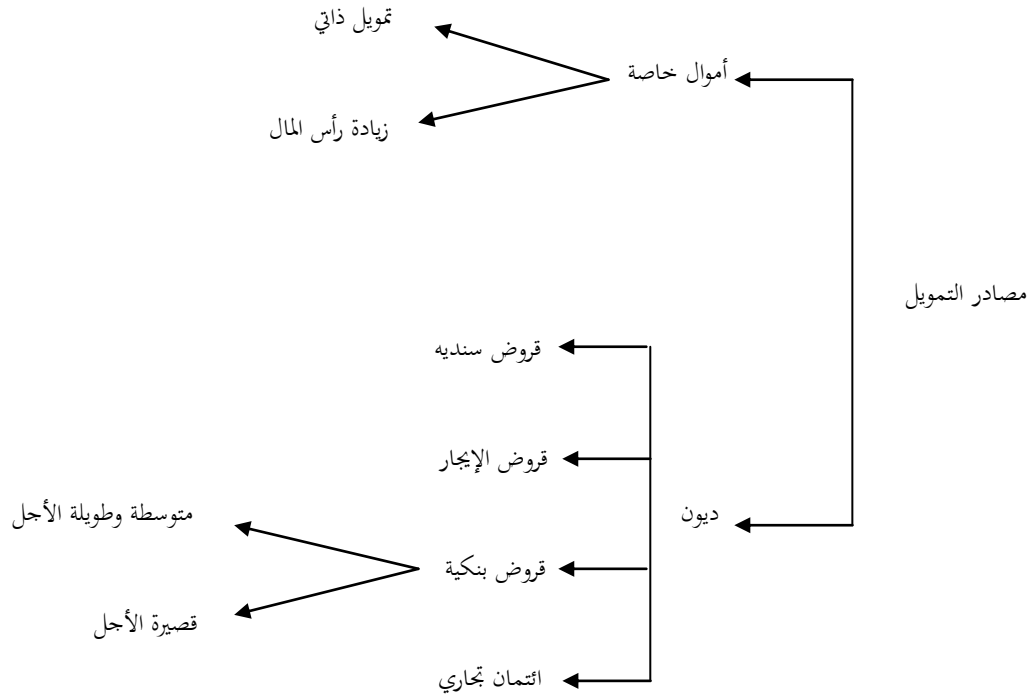 تمويل ذاتي
أموال خاصة
زيادة رأس المال
مصادر التمويل
قروض سنديه
قروض الإيجار
متوسطة وطويلة الأجل
ديون
قروض بنكية
قصيرة الأجل
ائتمان تجاري